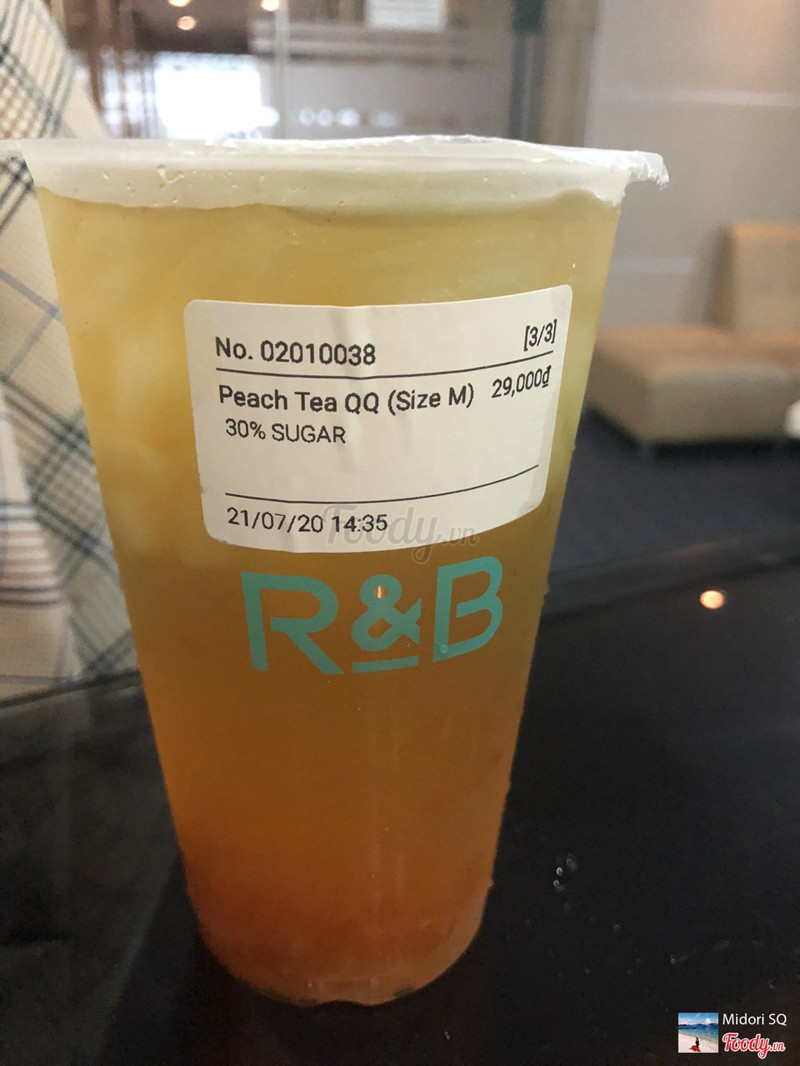 No. 02010038 [3/3]
Peach Tea QQ (Size M) 29,000₫
30% SUGAR
21/07/20 14:35
Foody.vn
R&B
Midori SQ
Foody.vn